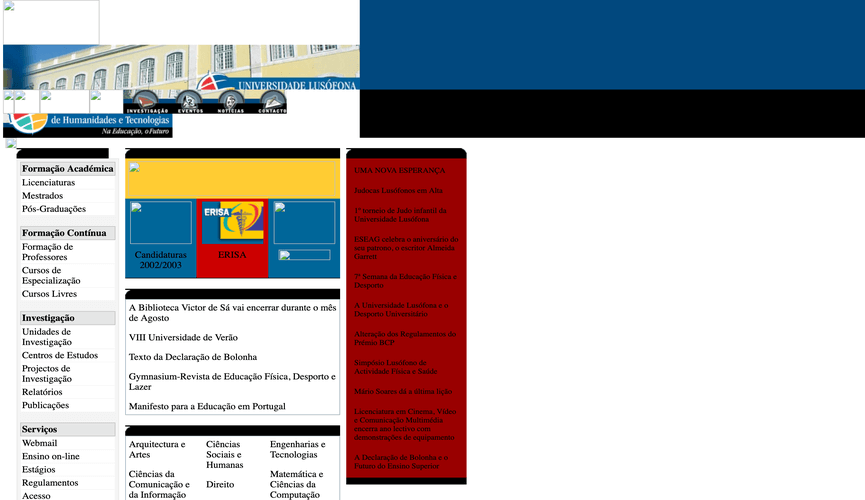 UNIVERSIDADE LUSÓFONA
INVESTIGAÇÃO EVENTOS NOTÍCIAS CONTACTO
de Humanidades e Tecnologias
Na Educação, o Futuro
Formação Académica
Licenciaturas
Mestrados
Pós-Graduações
Formação Contínua
Formação de
Professores
Cursos de
Especialização
Cursos Livres
Investigação
Unidades de
Investigação
Centros de Estudos
Projectos de
Investigação
Relatórios
Publicações
Serviços
Webmail
Ensino on-line
Estágios
Regulamentos
Acesso
ERISA
Candidaturas
2002/2003
ERISA
A Biblioteca Victor de Sá vai encerrar durante o mês
de Agosto
VIII Universidade de Verão
Texto da Declaração de Bolonha
Gymnasium-Revista de Educação Física, Desporto e
Lazer
Manifesto para a Educação em Portugal
Arquitectura e
Artes
Ciências da
Comunicação e
da Informação
Ciências
Sociais e
Humanas
Direito
Engenharias e
Tecnologias
Matemática e
Ciências da
Computação
UMA NOVA ESPERANÇA
Judocas Lusófonos em Alta
1º torneio de Judo infantil da
Universidade Lusófona
ESEAG celebra o aniversário do
seu patrono, o escritor Almeida
Garrett
7ª Semana da Educação Física e
Desporto
A Universidade Lusófona e o
Desporto Universitário
Alteração dos Regulamentos do
Prémio BCP
Simpósio Lusófono de
Actividade Física e Saúde
Mário Soares dá a última lição
Licenciatura em Cinema, Vídeo
e Comunicação Multimédia
encerra ano lectivo com
demonstrações de equipamento
A Declaração de Bolonha e o
Futuro do Ensino Superior